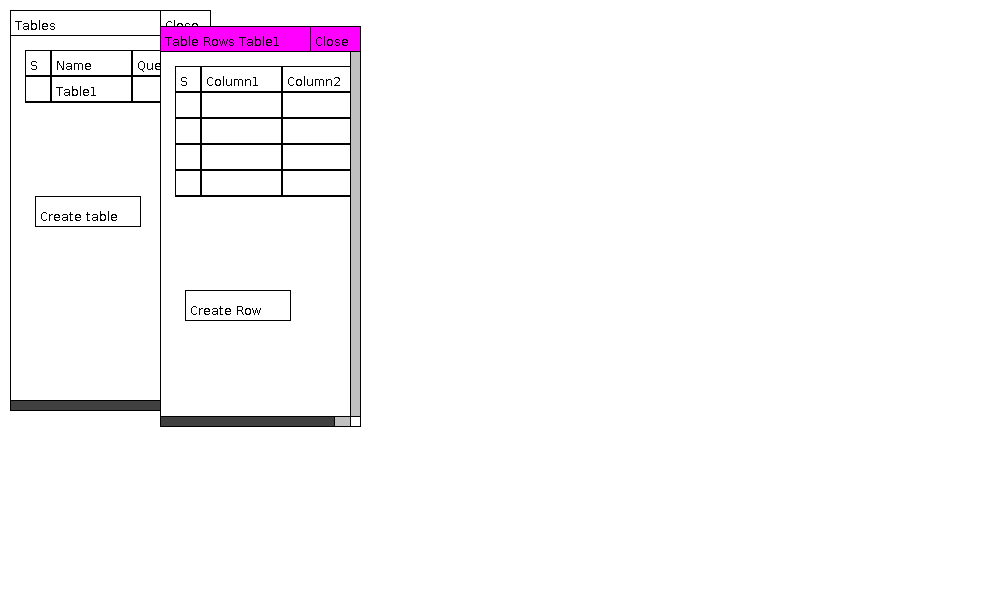 Tables Close
S Name Que
Table1
Create table
Table Rows Table1 Close
S Column1 Column2
Create Row